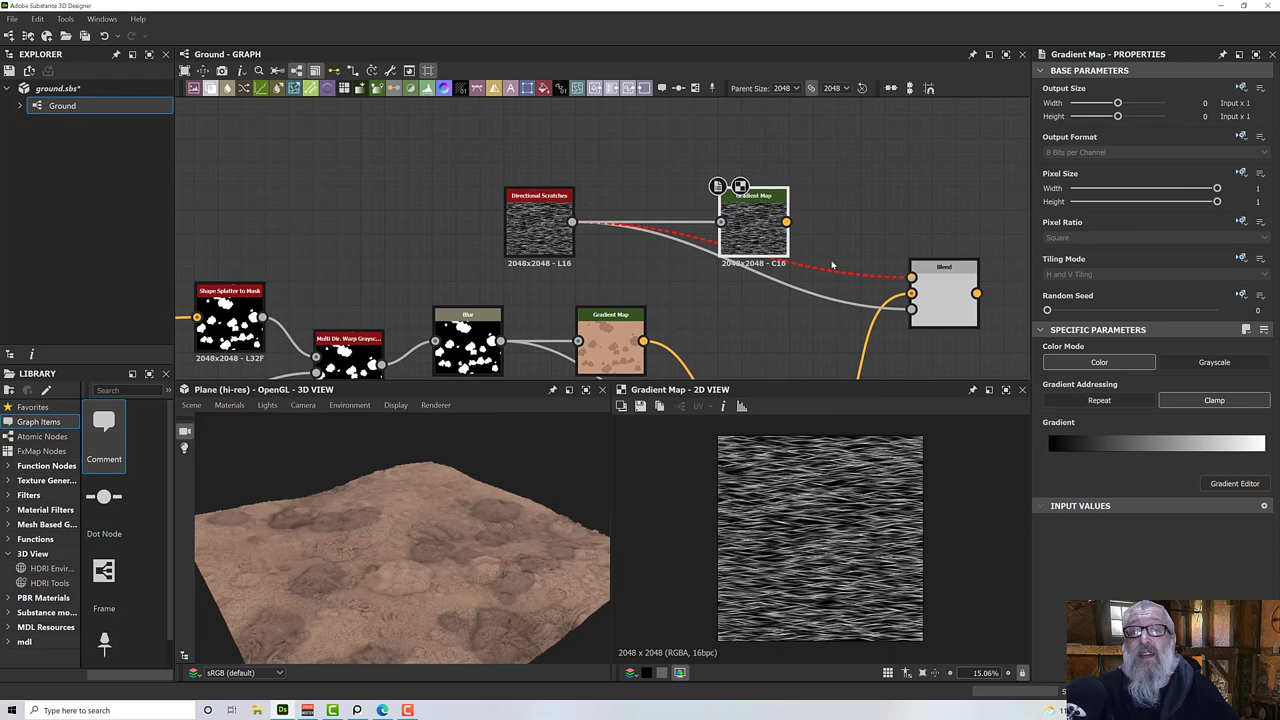 Adobe Substance 3D Designer
File Edit Tools Windows Help
EXPLORER
ground.sbs*
Ground
LIBRARY
Search
Favorites
Graph Items
Atomic Nodes
FxMap Nodes
Function Nodes
Texture Gener...
Filters
Material Filters
Mesh Based G...
Functions
3D View
HDRI Envir...
HDRI Tools
PBR Materials
Substance mo...
MDL Resources
mdl
Comment
Dot Node
Frame
Ground - GRAPH
Parent Size: 2048 2048
Directional Scratches
2048x2048 - L16
Gradient Map
2048x2048 - C16
Blend
Shape Splatter to Mask
2048x2048 - L32F
Multi Dir. Warp Graysc...
Blur
Gradient Map
Plane (hi-res) - OpenGL - 3D VIEW
Scene Materials Lights Camera Environment Display Renderer
sRGB (default)
Gradient Map - 2D VIEW
UV
2048 x 2048 (RGBA, 16bpc)
15.06%
Gradient Map - PROPERTIES
BASE PARAMETERS
Output Size
Width 0 Input x 1
Height 0 Input x 1
Output Format
8 Bits per Channel
Pixel Size
Width 1
Height 1
Pixel Ratio
Square
Tiling Mode
H and V Tiling
Random Seed
0
SPECIFIC PARAMETERS
Color Mode
Color Grayscale
Gradient Addressing
Repeat Clamp
Gradient
Gradient Editor
INPUT VALUES
Type here to search